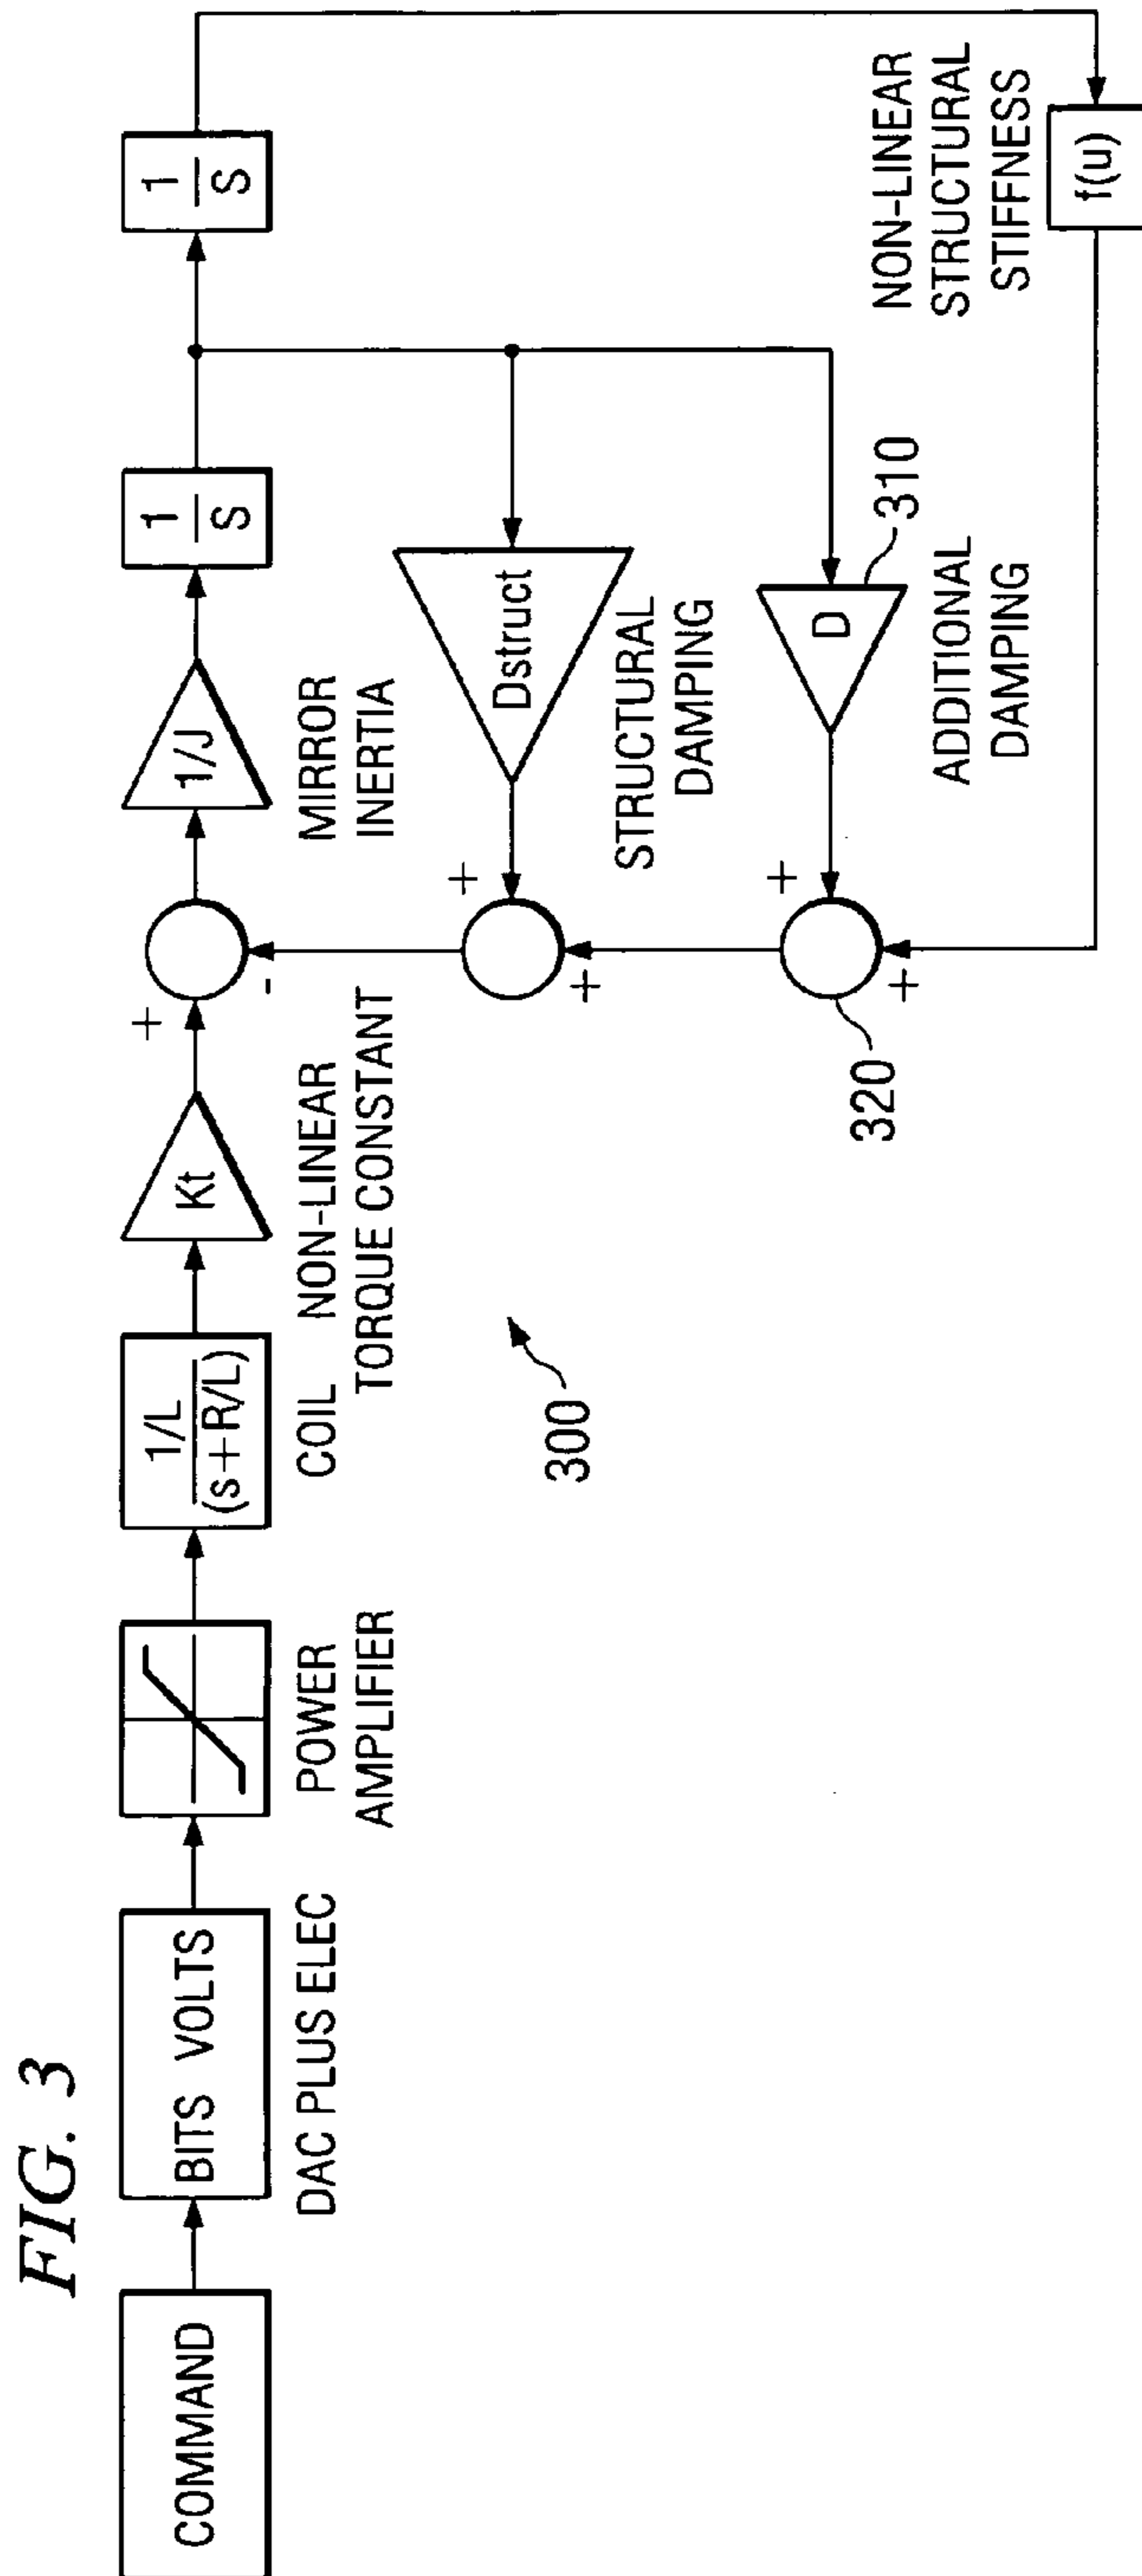 FIG. 3
COMMAND
BITS VOLTS
DAC PLUS ELEC
POWER
AMPLIFIER
1/L
(s+R/L)
COIL
Kt
NON-LINEAR
TORQUE CONSTANT
+
-
1/J
MIRROR
INERTIA
1
S
1
S
Dstruct
STRUCTURAL
DAMPING
+
+
D
310
ADDITIONAL
DAMPING
+
+
320
NON-LINEAR
STRUCTURAL
STIFFNESS
f(u)
300